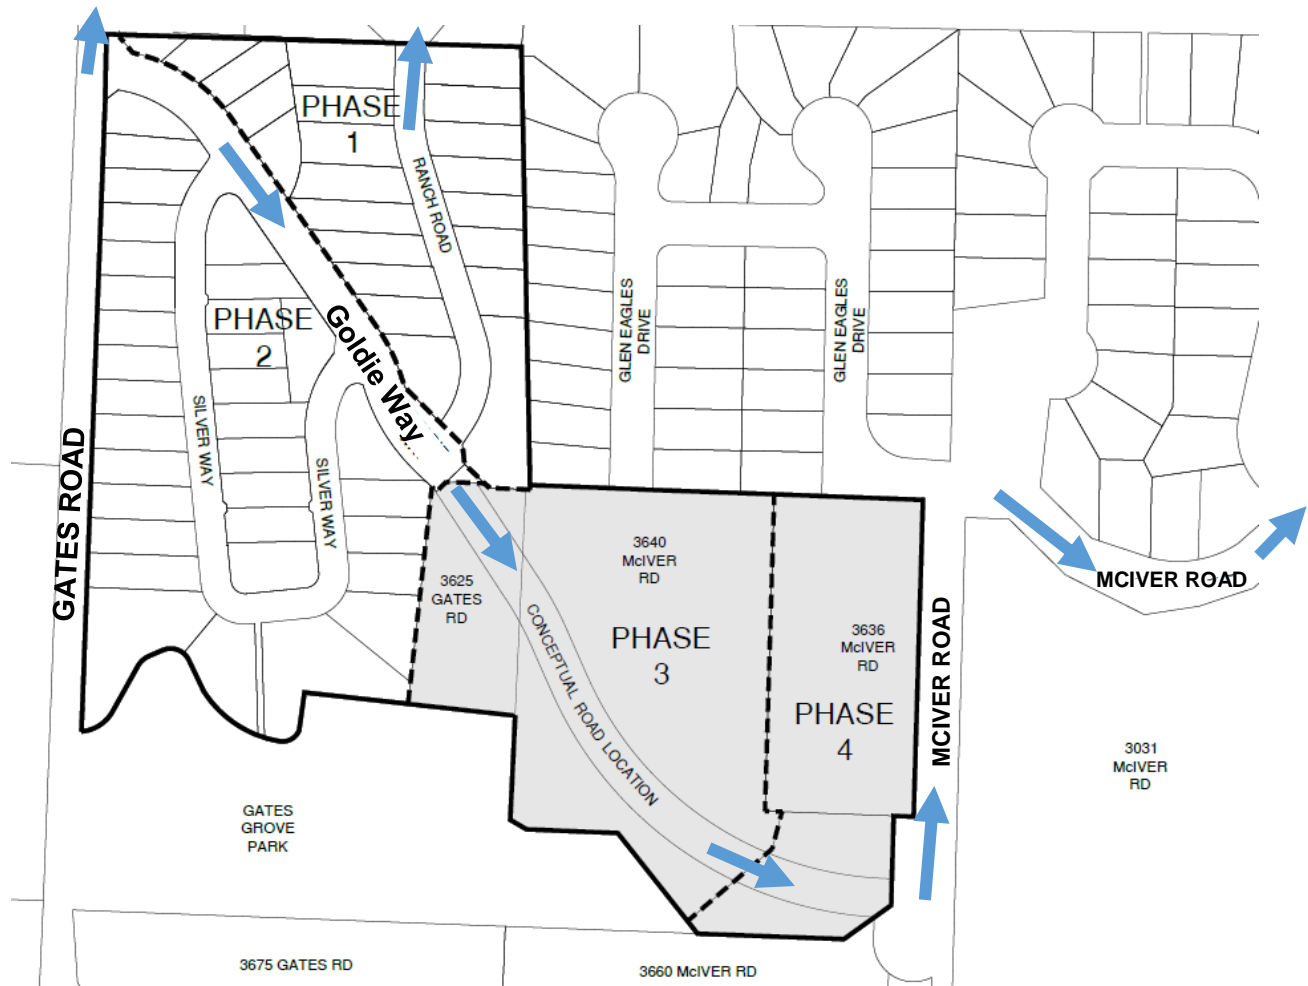 PHASE
1
RANCH ROAD
PHASE
2
Goldie Way
SILVER WAY
SILVER WAY
GATES ROAD
GLEN EAGLES
DRIVE
GLEN EAGLES
DRIVE
3625
GATES
RD
3640
McIVER
RD
PHASE
3
CONCEPTUAL ROAD LOCATION
3636
McIVER
RD
PHASE
4
MCIVER ROAD
MCIVER ROAD
3031
McIVER
RD
GATES
GROVE
PARK
3675 GATES RD
3660 McIVER RD